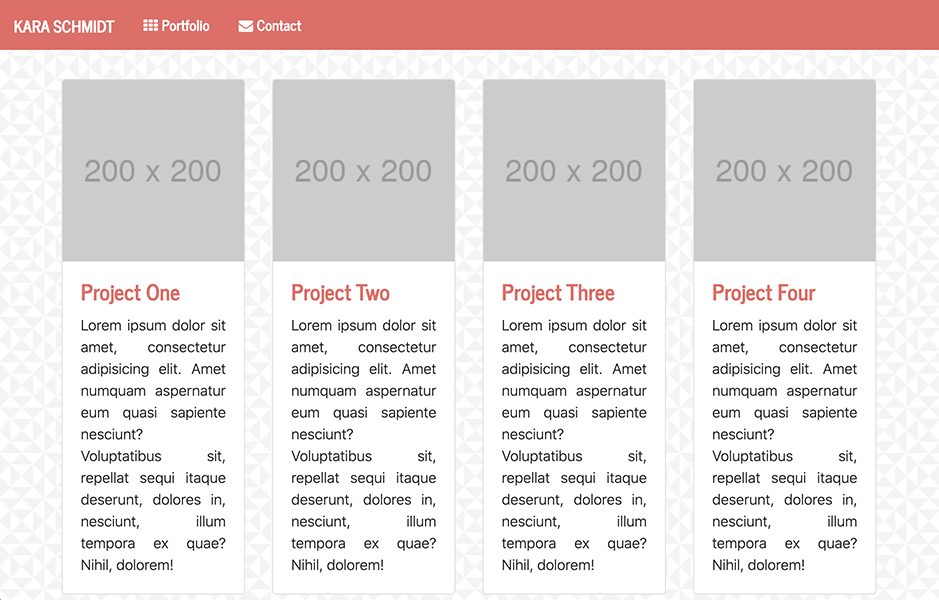 KARA SCHMIDT Portfolio Contact
200 x 200
Project One
Lorem ipsum dolor sit
amet, consectetur
adipisicing elit. Amet
numquam aspernatur
eum quasi sapiente
nesciunt?
Voluptatibus sit,
repellat sequi itaque
deserunt, dolores in,
nesciunt, illum
tempora ex quae?
Nihil, dolorem!
200 x 200
Project Two
Lorem ipsum dolor sit
amet, consectetur
adipisicing elit. Amet
numquam aspernatur
eum quasi sapiente
nesciunt?
Voluptatibus sit,
repellat sequi itaque
deserunt, dolores in,
nesciunt, illum
tempora ex quae?
Nihil, dolorem!
200 x 200
Project Three
Lorem ipsum dolor sit
amet, consectetur
adipisicing elit. Amet
numquam aspernatur
eum quasi sapiente
nesciunt?
Voluptatibus sit,
repellat sequi itaque
deserunt, dolores in,
nesciunt, illum
tempora ex quae?
Nihil, dolorem!
200 x 200
Project Four
Lorem ipsum dolor sit
amet, consectetur
adipisicing elit. Amet
numquam aspernatur
eum quasi sapiente
nesciunt?
Voluptatibus sit,
repellat sequi itaque
deserunt, dolores in,
nesciunt, illum
tempora ex quae?
Nihil, dolorem!